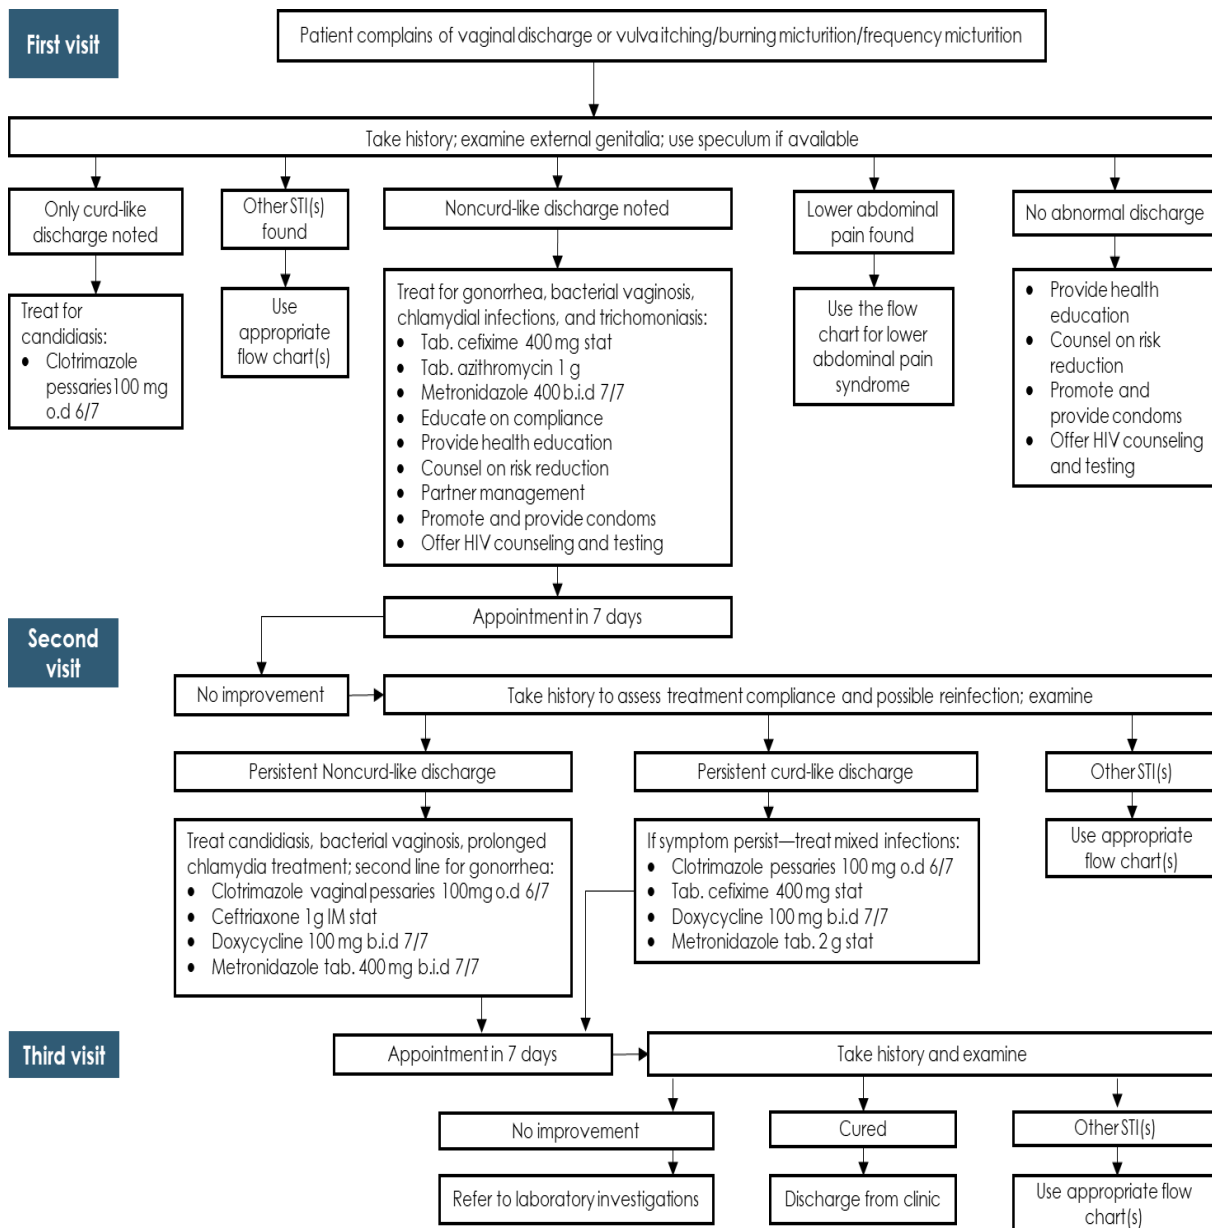 First visit
Patient complains of vaginal discharge or vulva itching/burning micturition/frequency micturition
Take history; examine external genitalia; use speculum if available
Only curd-like
discharge noted
Other STI(s)
found
Noncurd-like discharge noted
Lower abdominal
pain found
No abnormal discharge
Treat for
candidiasis:
• Clotrimazole
pessaries100 mg
o.d 6/7
Use
appropriate
flow chart(s)
Treat for gonorrhea, bacterial vaginosis,
chlamydial infections, and trichomoniasis:
• Tab. cefixime 400 mg stat
• Tab. azithromycin 1 g
• Metronidazole 400 b.i.d 7/7
• Educate on compliance
• Provide health education
• Counsel on risk reduction
• Partner management
• Promote and provide condoms
• Offer HIV counseling and testing
Use the flow
chart for lower
abdominal pain
syndrome
• Provide health
education
• Counsel on risk
reduction
• Promote and
provide condoms
• Offer HIV counseling
and testing
Appointment in 7 days
Second
visit
No improvement
Take history to assess treatment compliance and possible reinfection; examine
Persistent Noncurd-like discharge
Persistent curd-like discharge
Other STI(s)
Treat candidiasis, bacterial vaginosis, prolonged
chlamydia treatment; second line for gonorrhea:
• Clotrimazole vaginal pessaries 100mg o.d 6/7
• Ceftriaxone 1g IM stat
• Doxycycline 100 mg b.i.d 7/7
• Metronidazole tab. 400 mg b.i.d 7/7
If symptom persist—treat mixed infections:
• Clotrimazole pessaries 100 mg o.d 6/7
• Tab. cefixime 400 mg stat
• Doxycycline 100 mg b.i.d 7/7
• Metronidazole tab. 2 g stat
Use appropriate
flow chart(s)
Third visit
Appointment in 7 days
Take history and examine
No improvement
Cured
Other STI(s)
Refer to laboratory investigations
Discharge from clinic
Use appropriate flow
chart(s)